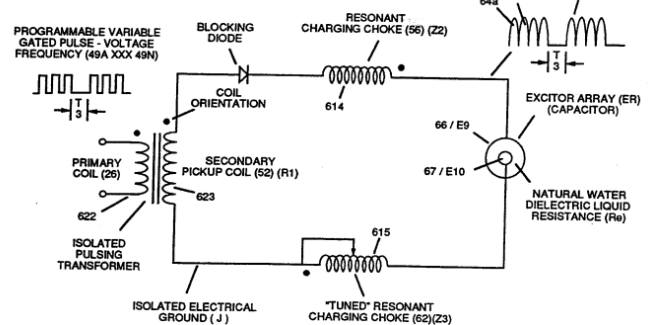 PROGRAMMABLE VARIABLE
GATED PULSE - VOLTAGE
FREQUENCY (49A XXX 49N)
T
3
BLOCKING
DIODE
RESONANT
CHARGING CHOKE (56) (Z2)
614
64a
T
3
COIL
ORIENTATION
EXCITOR ARRAY (ER)
(CAPACITOR)
66 / E9
67 / E10
PRIMARY
COIL (26)
SECONDARY
PICKUP COIL (52) (R1)
622
623
NATURAL WATER
DIELECTRIC LIQUID
RESISTANCE (Re)
ISOLATED
PULSING
TRANSFORMER
615
ISOLATED ELECTRICAL
GROUND ( J )
"TUNED" RESONANT
CHARGING CHOKE (62)(Z3)